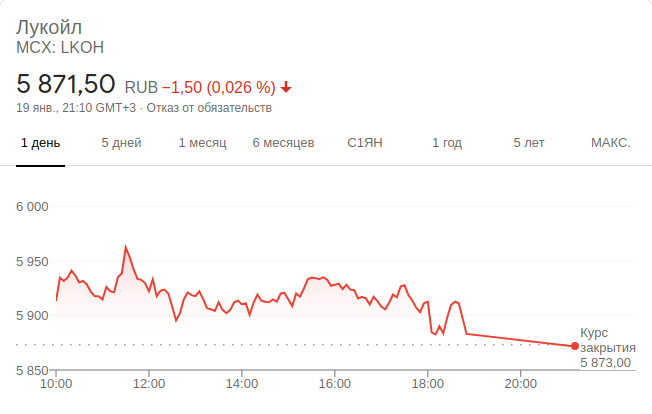 Лукойл
MCX: LKOH
5 871,50 RUB −1,50 (0,026 %)
19 янв., 21:10 GMT+3 · Отказ от обязательств
1 день 5 дней 1 месяц 6 месяцев С1ЯН 1 год 5 лет МАКС.
6 000
5 950
5 900
Курс
закрытия
5 873,00
5 850
10:00 12:00 14:00 16:00 18:00 20:00